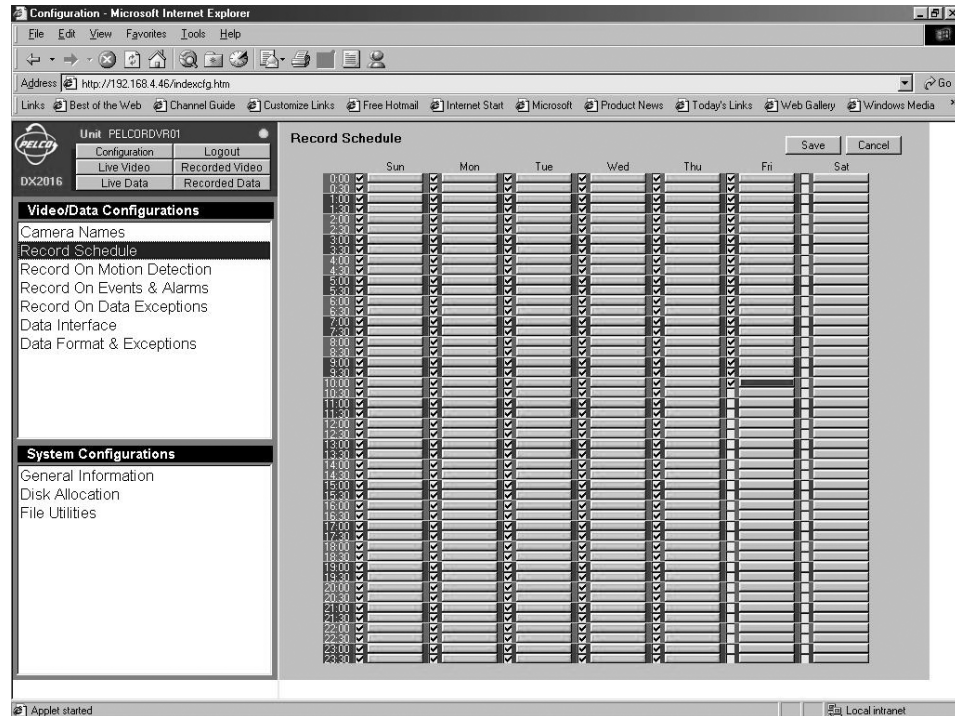 Configuration - Microsoft Internet Explorer
File Edit View Favorites Tools Help
Address http://192.168.4.46/indexcfg.htm Go
Links Best of the Web Channel Guide Customize Links Free Hotmail Internet Start Microsoft Product News Today's Links Web Gallery Windows Media
PELCO
DX2016
Unit PELCORDVR01
Configuration Logout
Live Video Recorded Video
Live Data Recorded Data
Video/Data Configurations
Camera Names
Record Schedule
Record On Motion Detection
Record On Events & Alarms
Record On Data Exceptions
Data Interface
Data Format & Exceptions
System Configurations
General Information
Disk Allocation
File Utilities
Record Schedule
Save Cancel
Sun Mon Tue Wed Thu Fri Sat
0:00
0:30
1:00
1:30
2:00
2:30
3:00
3:30
4:00
4:30
5:00
5:30
6:00
6:30
7:00
7:30
8:00
8:30
9:00
9:30
10:00
10:30
11:00
11:30
12:00
12:30
13:00
13:30
14:00
14:30
15:00
15:30
16:00
16:30
17:00
17:30
18:00
18:30
19:00
19:30
20:00
20:30
21:00
21:30
22:00
22:30
23:00
23:30
Applet started Local intranet